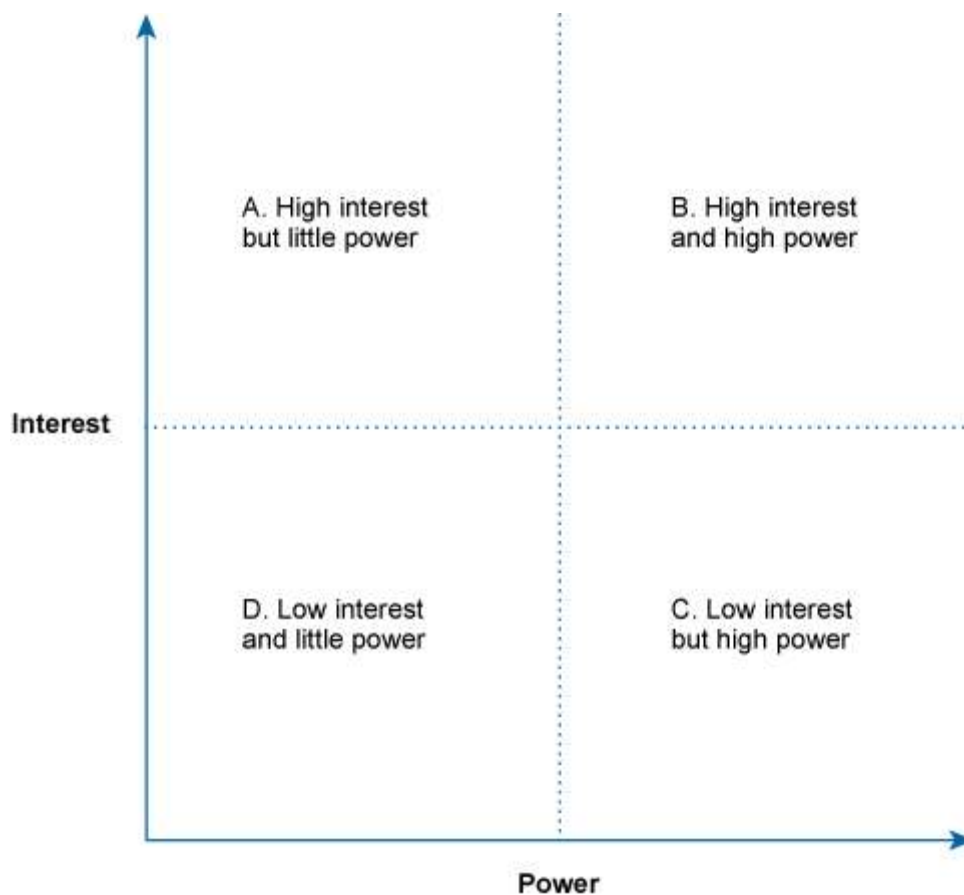 A. High interest
but little power
B. High interest
and high power
Interest
D. Low interest
and little power
C. Low interest
but high power
Power